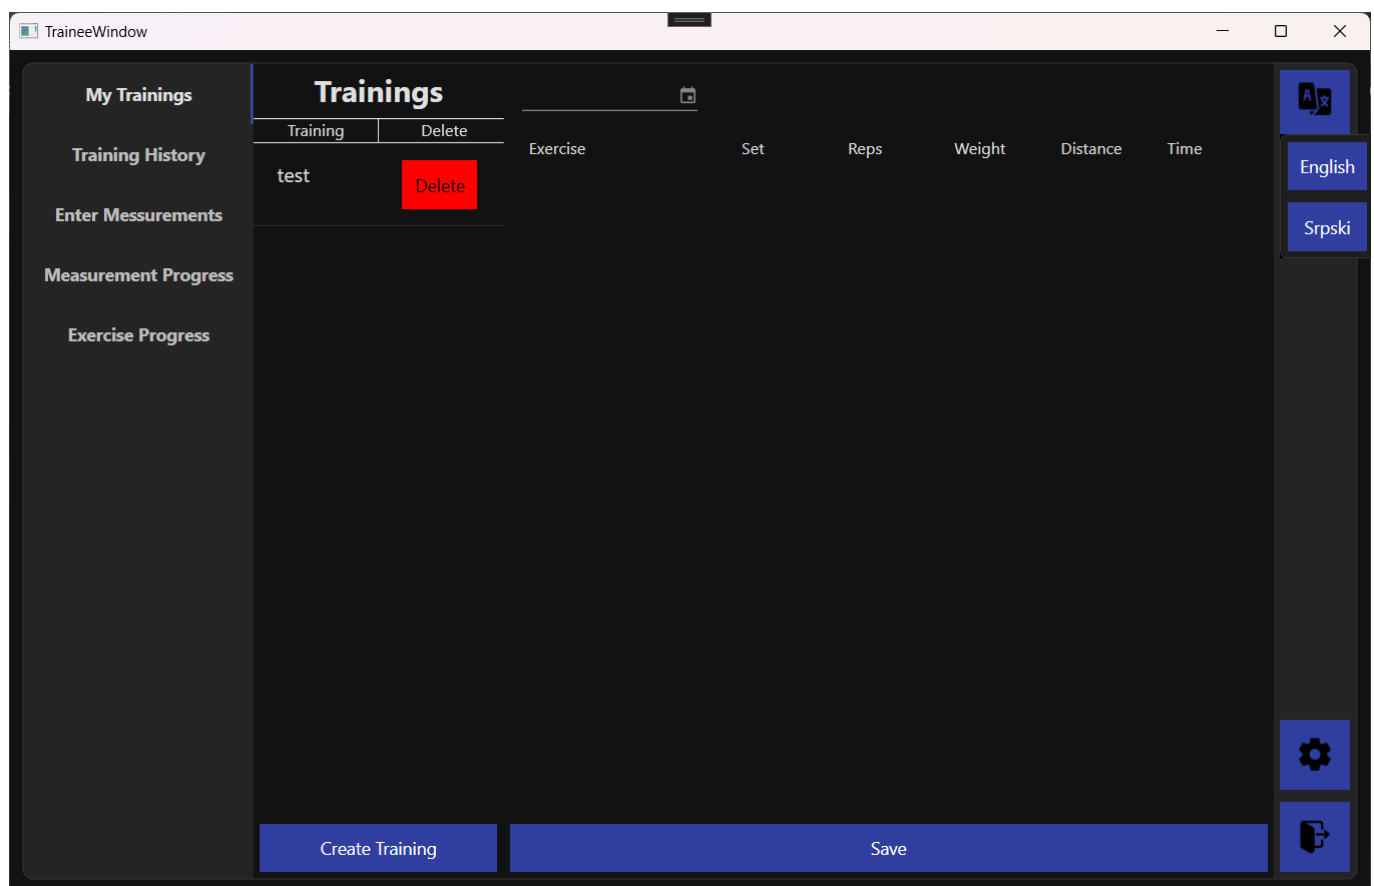 TraineeWindow
My Trainings
Training History
Enter Messurements
Measurement Progress
Exercise Progress
Trainings
Training Delete
test Delete
Create Training
Exercise Set Reps Weight Distance Time
Save
English
Srpski